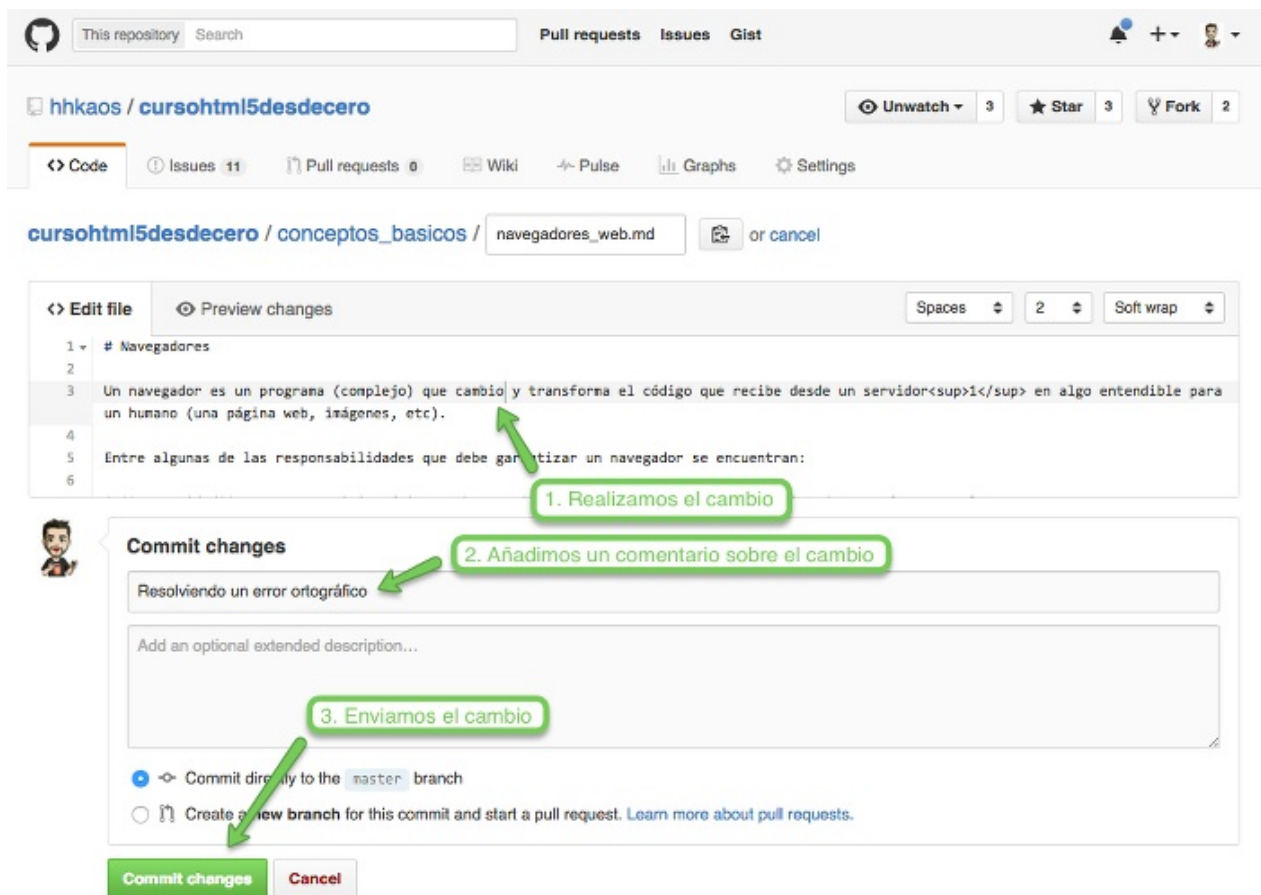 This repository Search Pull requests Issues Gist
hhkaos / cursohtml5desdecero Unwatch 3 Star 3 Fork 2
Code Issues 11 Pull requests 0 Wiki Pulse Graphs Settings
cursohtml5desdecero / conceptos_basicos / navegadores_web.md or cancel
<> Edit file Preview changes Spaces 2 Soft wrap
1 # Navegadores
2
3 Un navegador es un programa (complejo) que cambio y transforma el código que recibe desde un servidor<sup>1</sup> en algo entendible para
un humano (una página web, imágenes, etc).
4
5 Entre algunas de las responsabilidades que debe garantizar un navegador se encuentran:
6
1. Realizamos el cambio
Commit changes
2. Añadimos un comentario sobre el cambio
Resolviendo un error ortográfico
Add an optional extended description...
3. Enviamos el cambio
Commit directly to the master branch
Create a new branch for this commit and start a pull request. Learn more about pull requests.
Commit changes Cancel